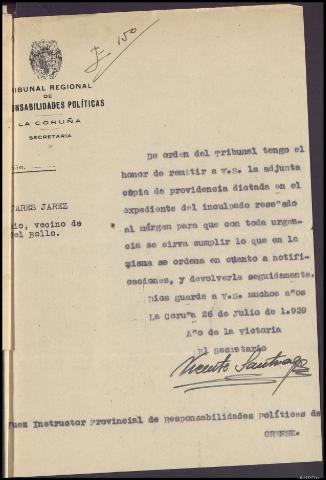 £ 150
TRIBUNAL REGIONAL
DE
RESPONSABILIDADES POLÍTICAS
LA CORUÑA
SECRETARIA
Núm.
JARES JAREZ
io, vecino de
el Bollo.
De orden del Tribunal tengo el
honor de remitir a V.S. la adjunta
copia de providencia dictada en el
expediente del inculpado reseñado
al márgen para que con toda urgen-
cia se sirva cumplir lo que en la
misma se ordena en cuanto a notifi-
caciones, y devolverla seguidamente.
Dios guarde a V.S. muchos años
La Coruña 26 de Julio de 1.939
Año de la Victoria
El Secretario
Vicente Santiago
Juez Instructor Provincial de Responsabilidades Políticas de
ORENSE.